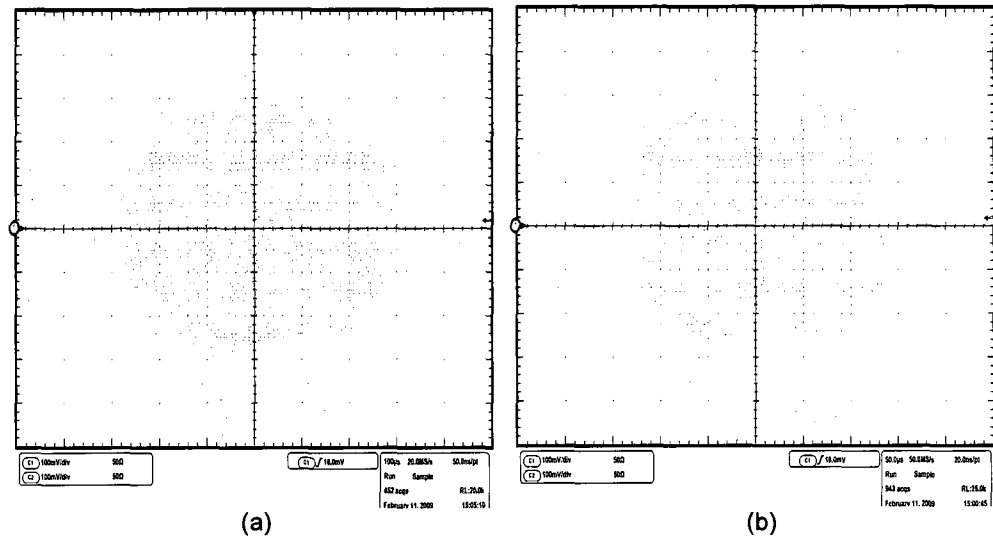 C1 100mV/div 50Ω
C2 100mV/div 50Ω
C1 18.0mV
100µs 20.0MS/s 50.0ns/pt
Run Sample
452 acqs RL:20.0k
February 11, 2009
(a)
C1 100mV/div 50Ω
C2 100mV/div 50Ω
C1 18.0mV
50.0µs 50.0MS/s 20.0ns/pt
Run Sample
943 acqs RL:25.0k
February 11, 2009 15:00:45
(b)